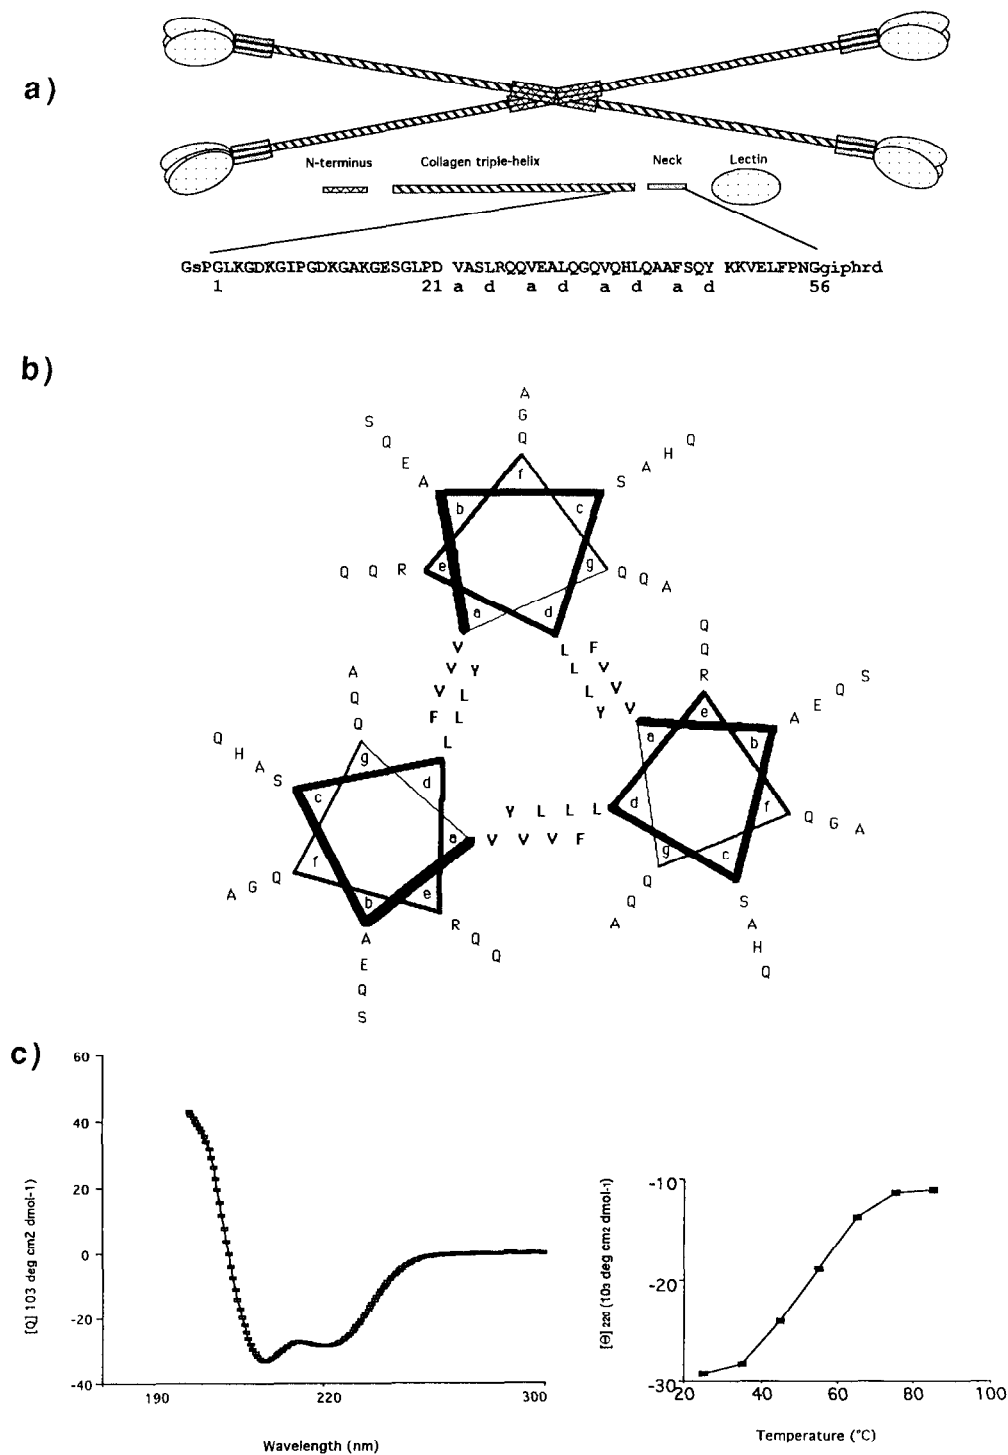 a)
N-terminus Collagen triple-helix Neck Lectin
GsPGLKGDKGIPGDKGAKGESGLPD VASLRQQVEALQGQVQHLQAAFSQY KKVELFPNGgiphrd
1 21 a d a d a d a d 56
b)
A
G
Q
S
Q
E
A
S A H Q
f
b
c
e
g
a
d
Q Q R
Q Q A
V
V Y
V L
F L
L
L F
L V
L V
Y V
Q
Q
R
A E Q S
e
a
b
d
f
g
c
Q G A
A
Q
Q
Q H A S
g
c
d
a
f
b
e
Y L L L
V V V F
A G Q
R Q Q
A
E
Q
S
Q
Q
A
S
A
H
Q
c)
60
40
20
0
-20
-40
190 220 300
[Q] 103 deg cm2 dmol-1)
Wavelength (nm)
-10
-20
-30
20 40 60 80 100
[Θ] 220 (103 deg cm2 dmol-1)
Temperature (°C)